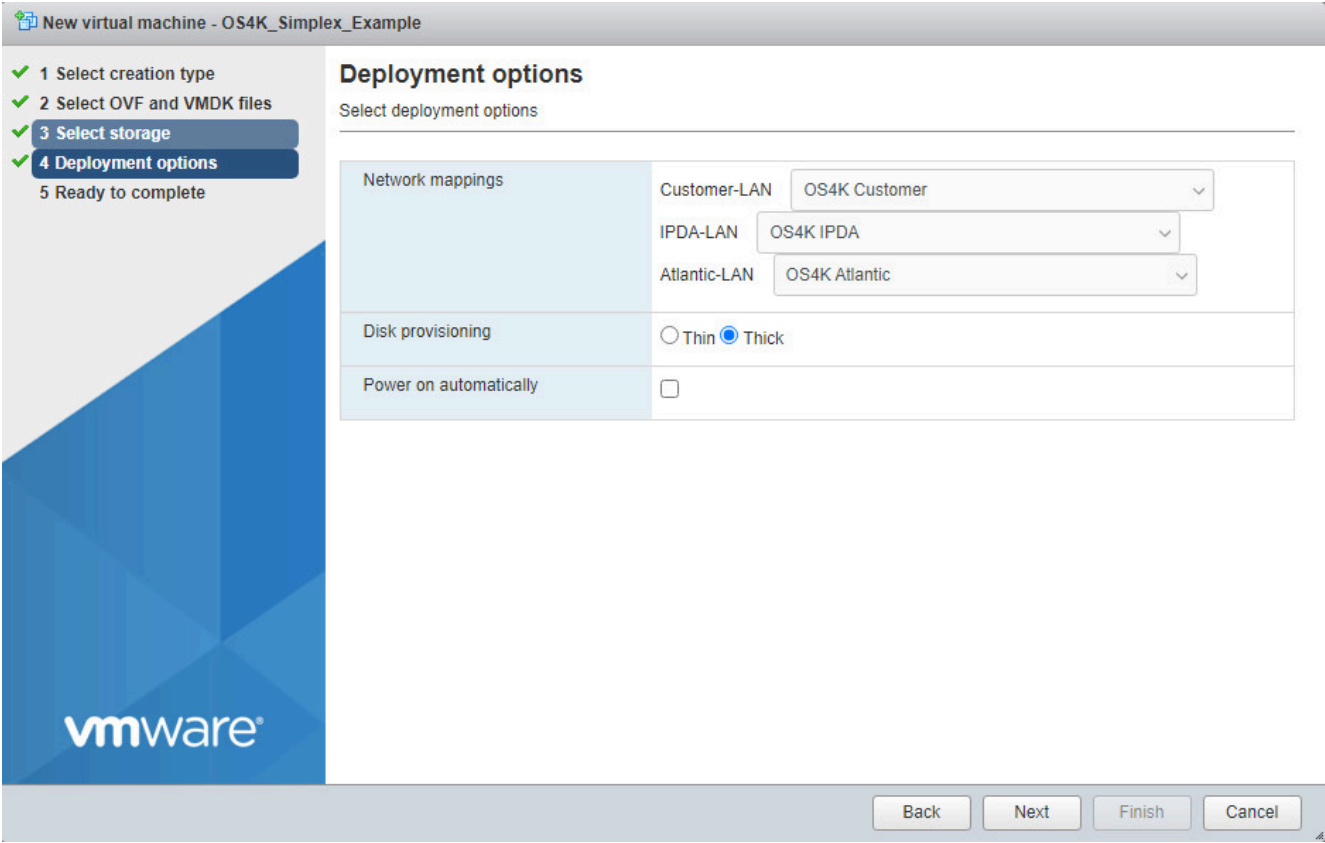 New virtual machine - OS4K_Simplex_Example
1 Select creation type
2 Select OVF and VMDK files
3 Select storage
4 Deployment options
5 Ready to complete
vmware®
Deployment options
Select deployment options
Network mappings
Customer-LAN OS4K Customer
IPDA-LAN OS4K IPDA
Atlantic-LAN OS4K Atlantic
Disk provisioning Thin Thick
Power on automatically
Back Next Finish Cancel